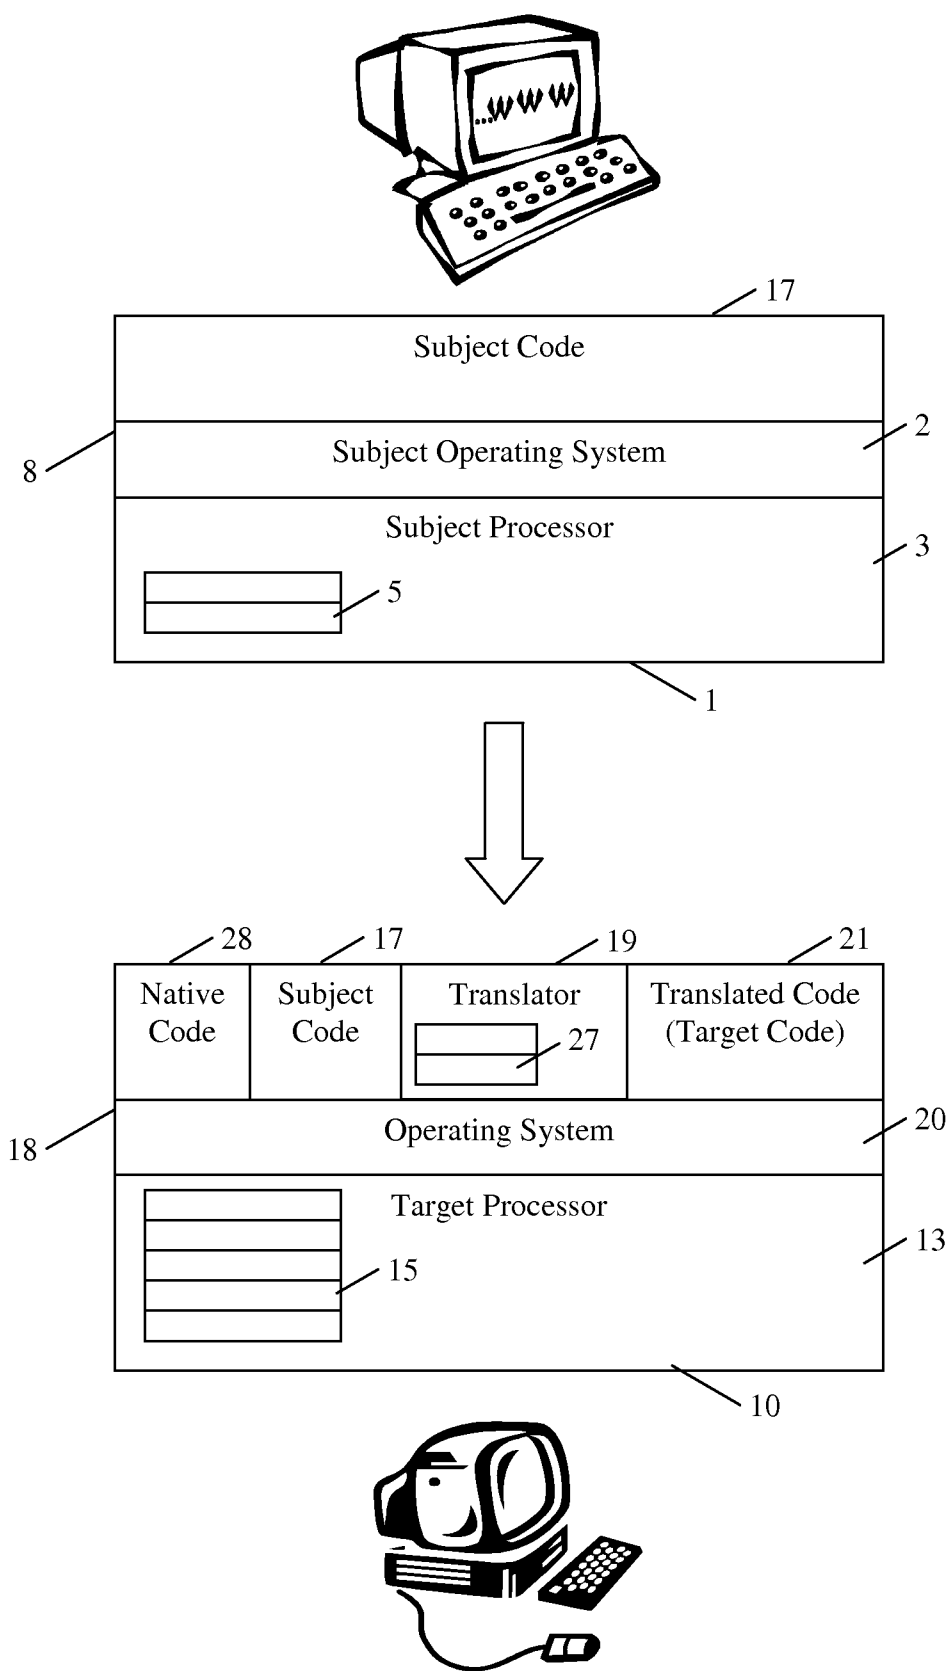 ...WWW
17
Subject Code
2
Subject Operating System
8
Subject Processor
3
5
1
28
17
19
21
Native
Code
Subject
Code
Translator
Translated Code
(Target Code)
27
20
Operating System
18
Target Processor
13
15
10